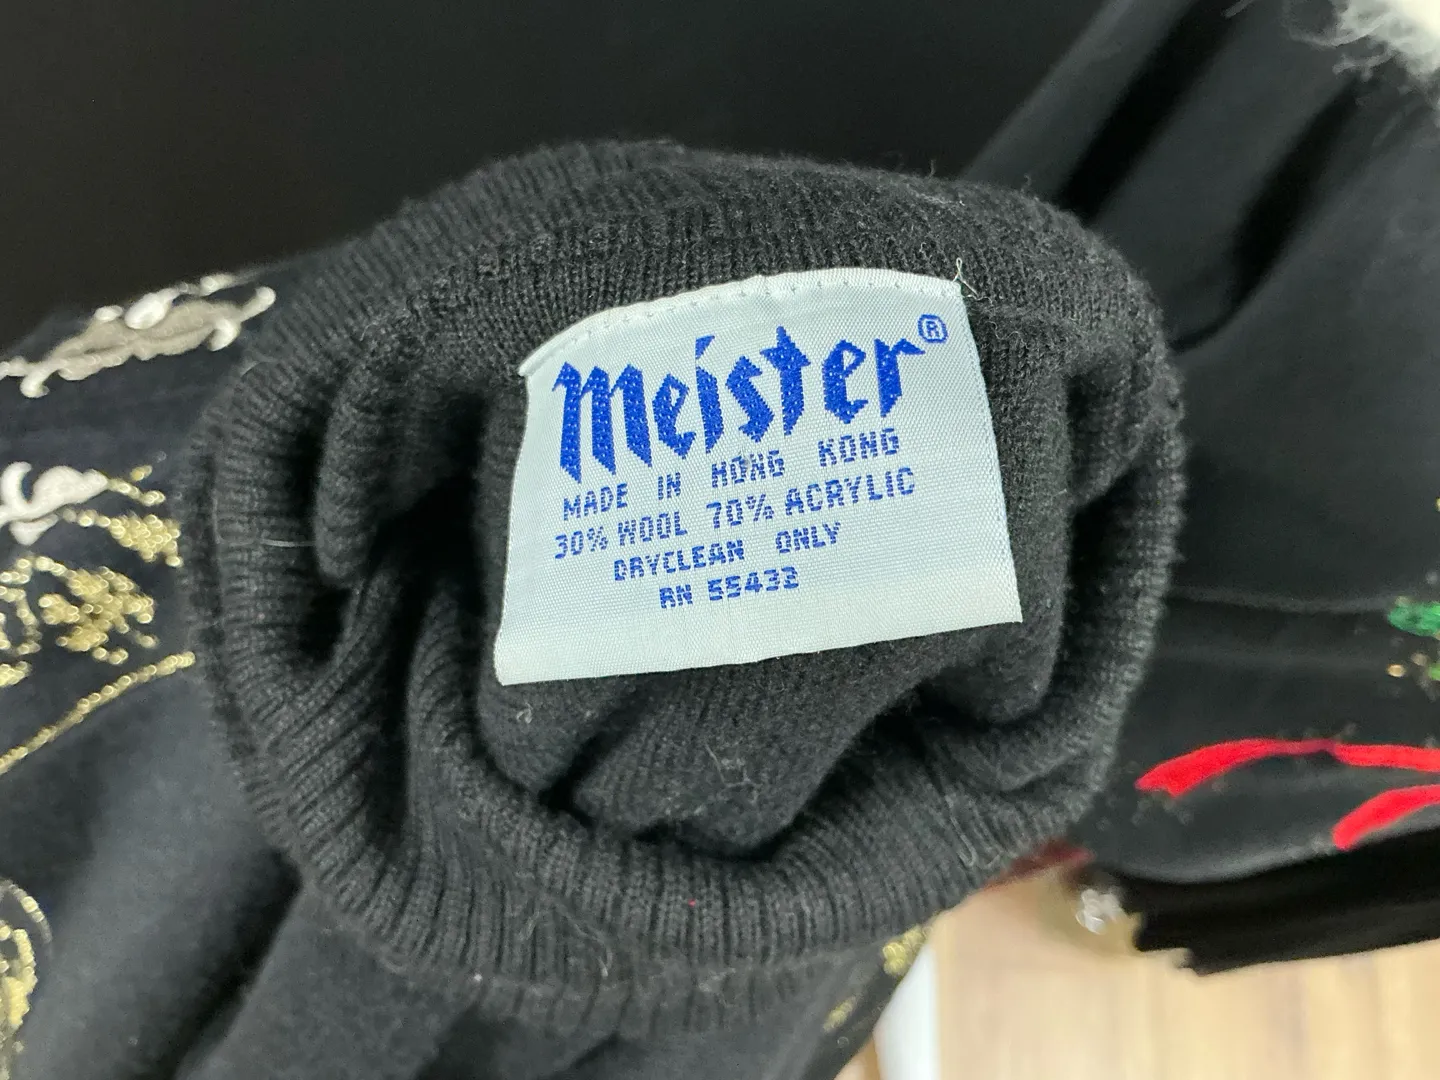 Meister®
MADE IN HONG KONG
30% WOOL 70% ACRYLIC
DRYCLEAN ONLY
RN 55432